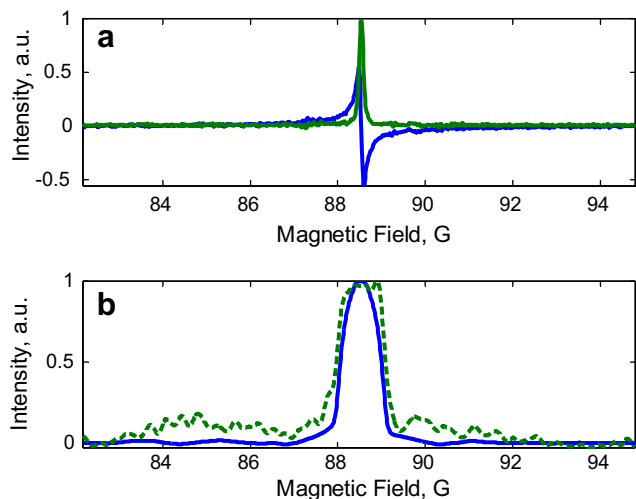 a
Intensity, a.u.
1
0.5
0
-0.5
84 86 88 90 92 94
Magnetic Field, G
b
Intensity, a.u.
1
0.5
0
84 86 88 90 92 94
Magnetic Field, G